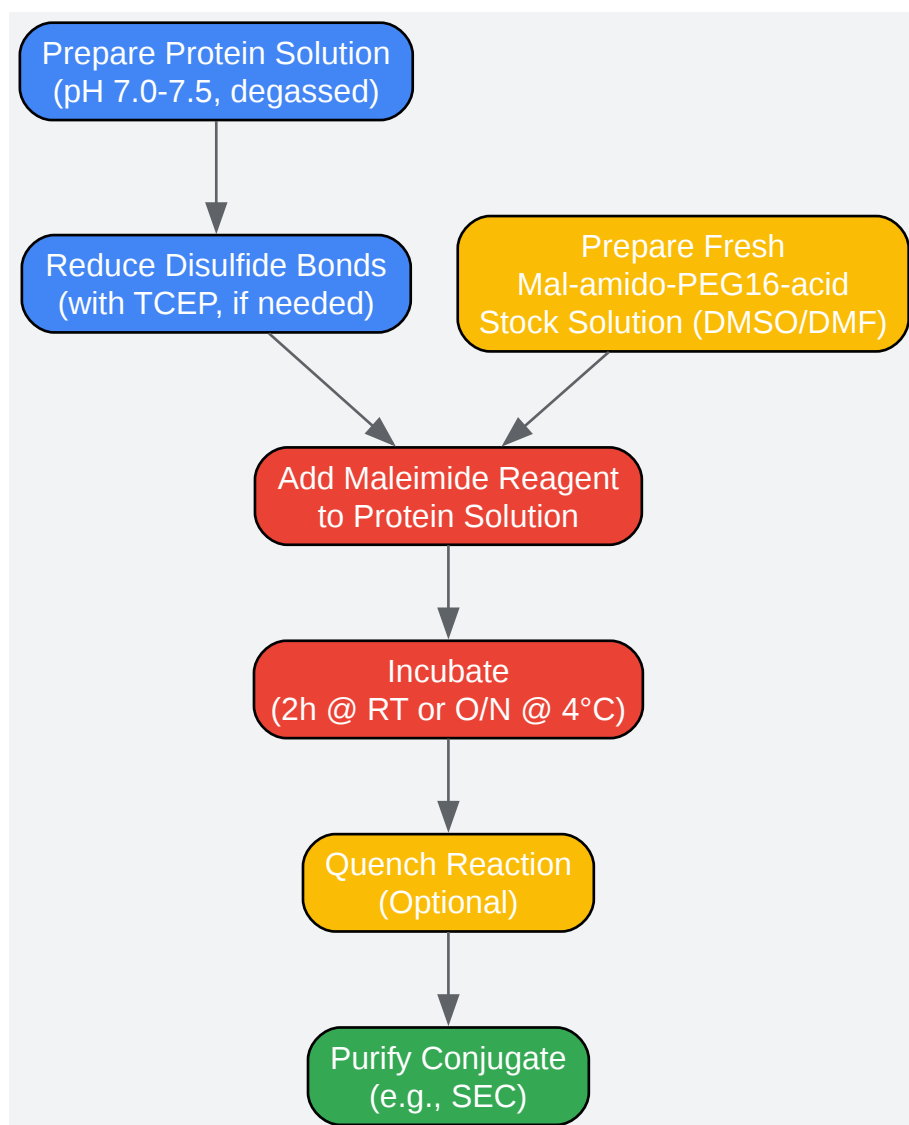 Prepare Protein Solution
(pH 7.0-7.5, degassed)
Reduce Disulfide Bonds
(with TCEP, if needed)
Prepare Fresh
Mal-amido-PEG16-acid
Stock Solution (DMSO/DMF)
Add Maleimide Reagent
to Protein Solution
Incubate
(2h @ RT or O/N @ 4°C)
Quench Reaction
(Optional)
Purify Conjugate
(e.g., SEC)